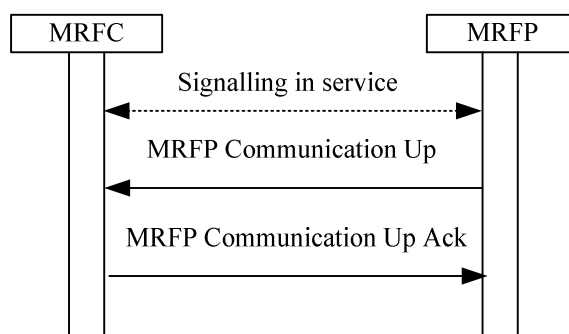 MRFC
MRFP
Signalling in service
MRFP Communication Up
MRFP Communication Up Ack